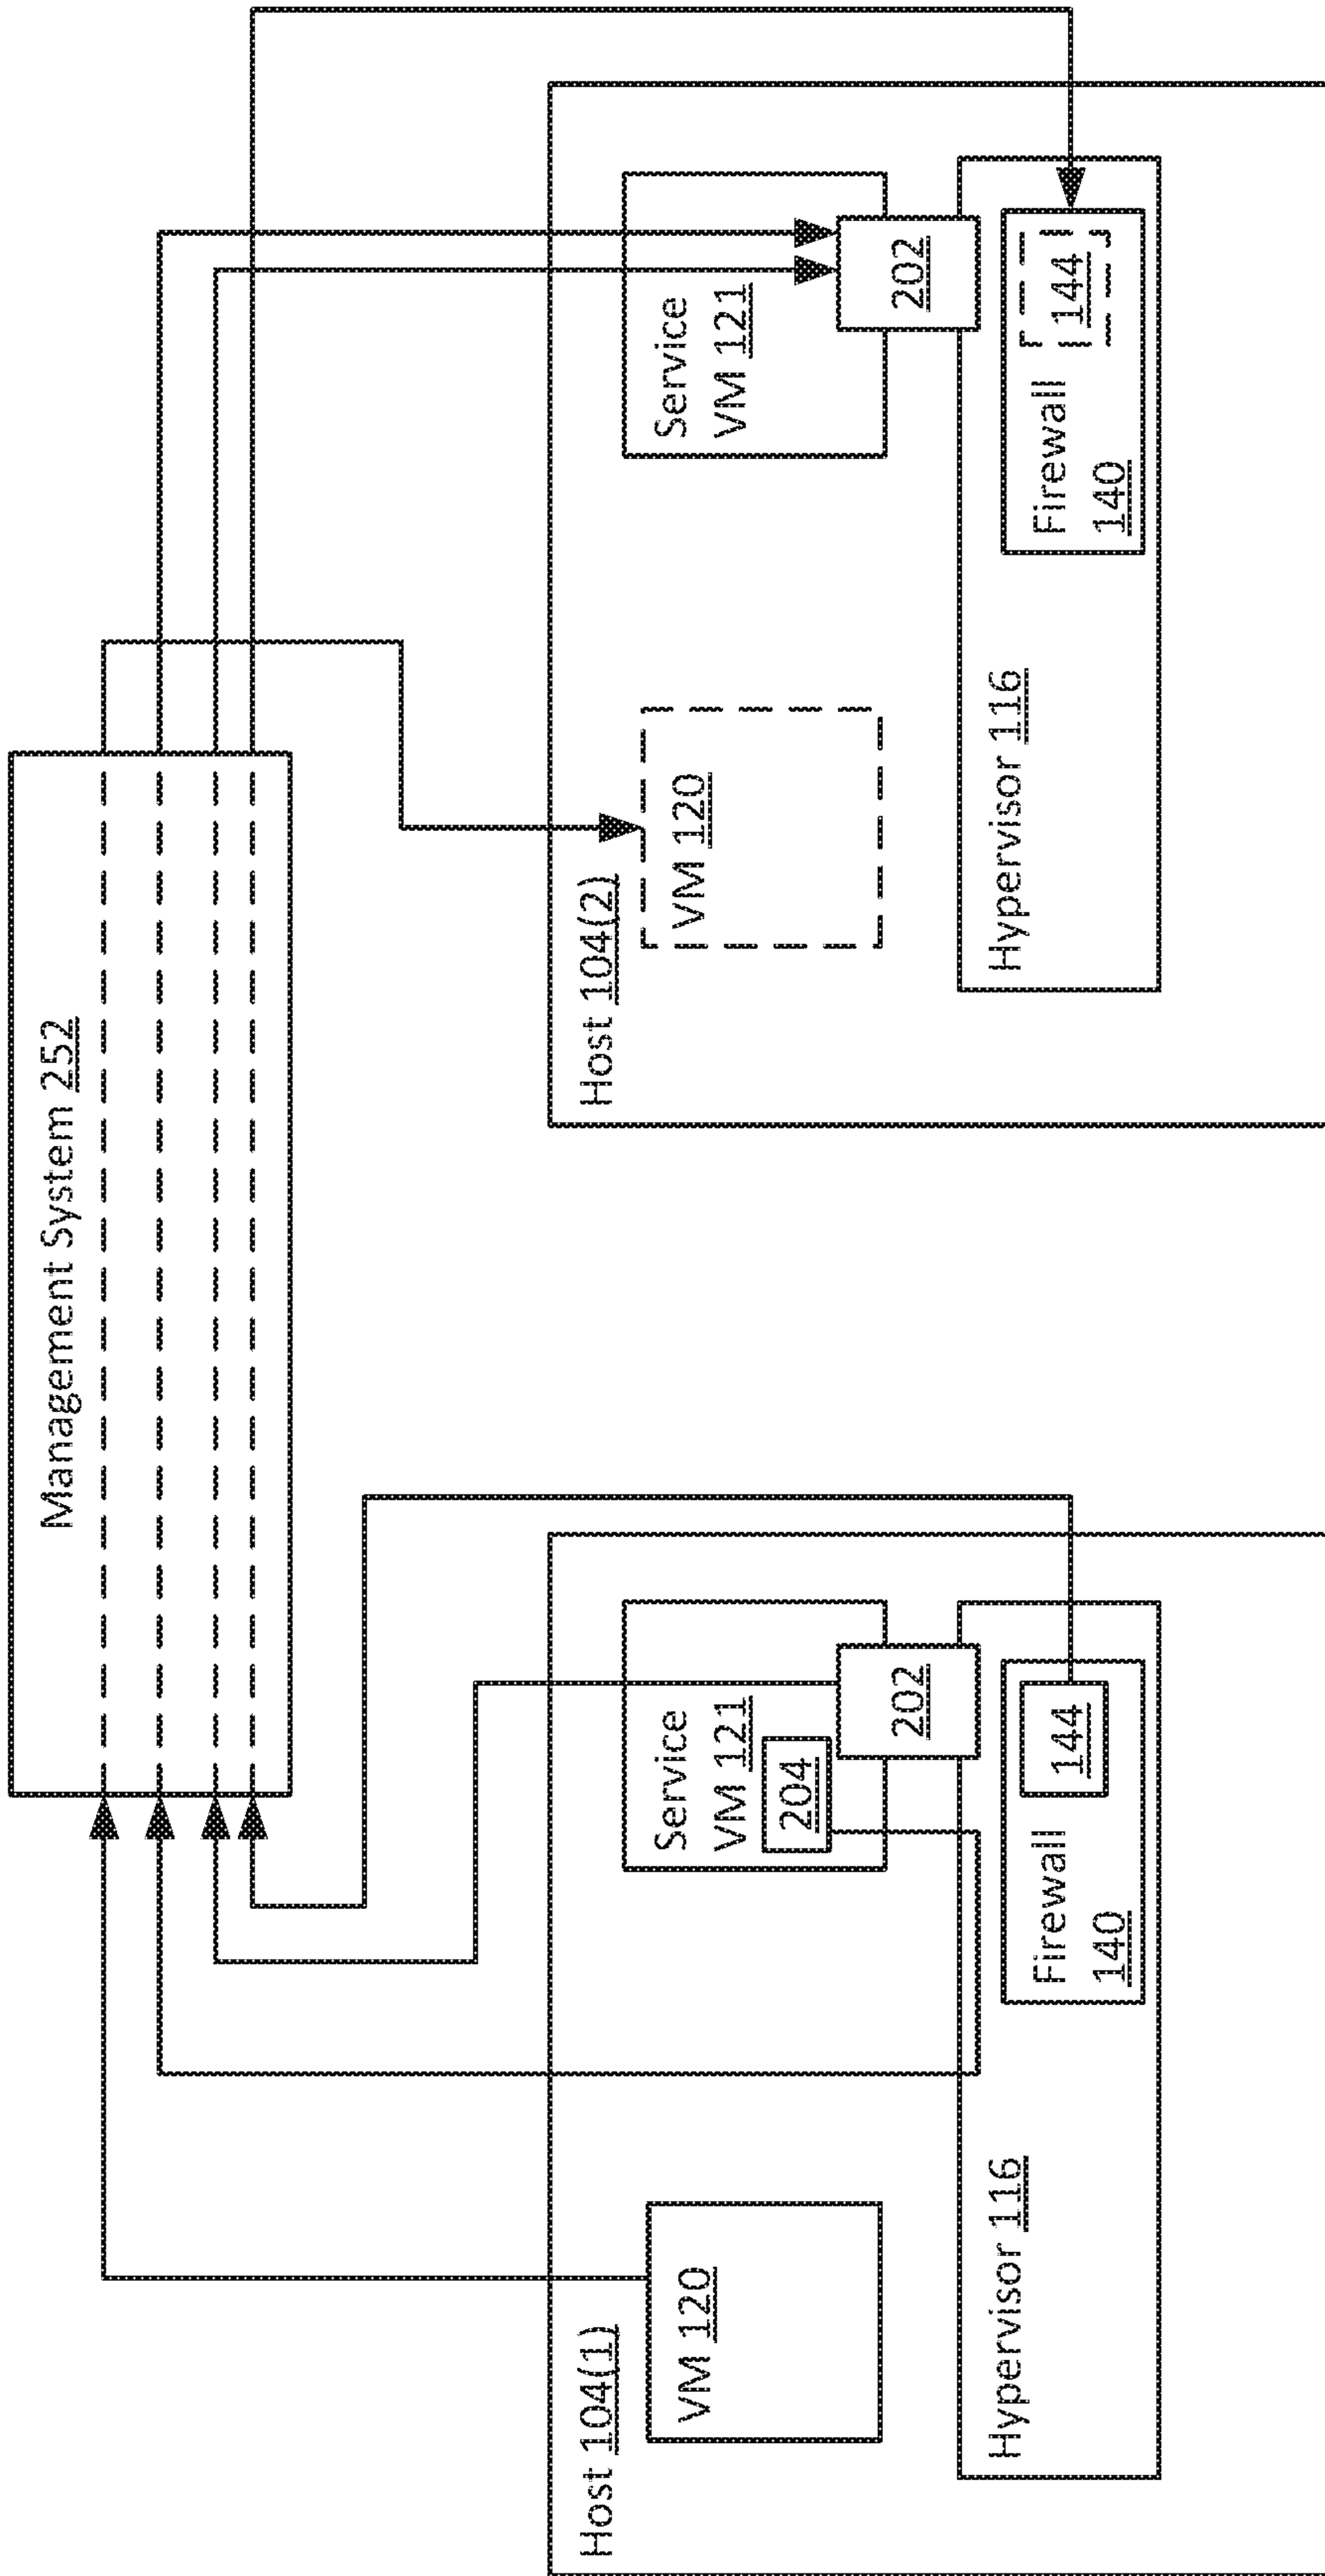 Management System 252
Host 104(1)
VM 120
Service
VM 121
204
202
Hypervisor 116
Firewall
140
144
Host 104(2)
VM 120
Service
VM 121
202
Hypervisor 116
Firewall
140
144